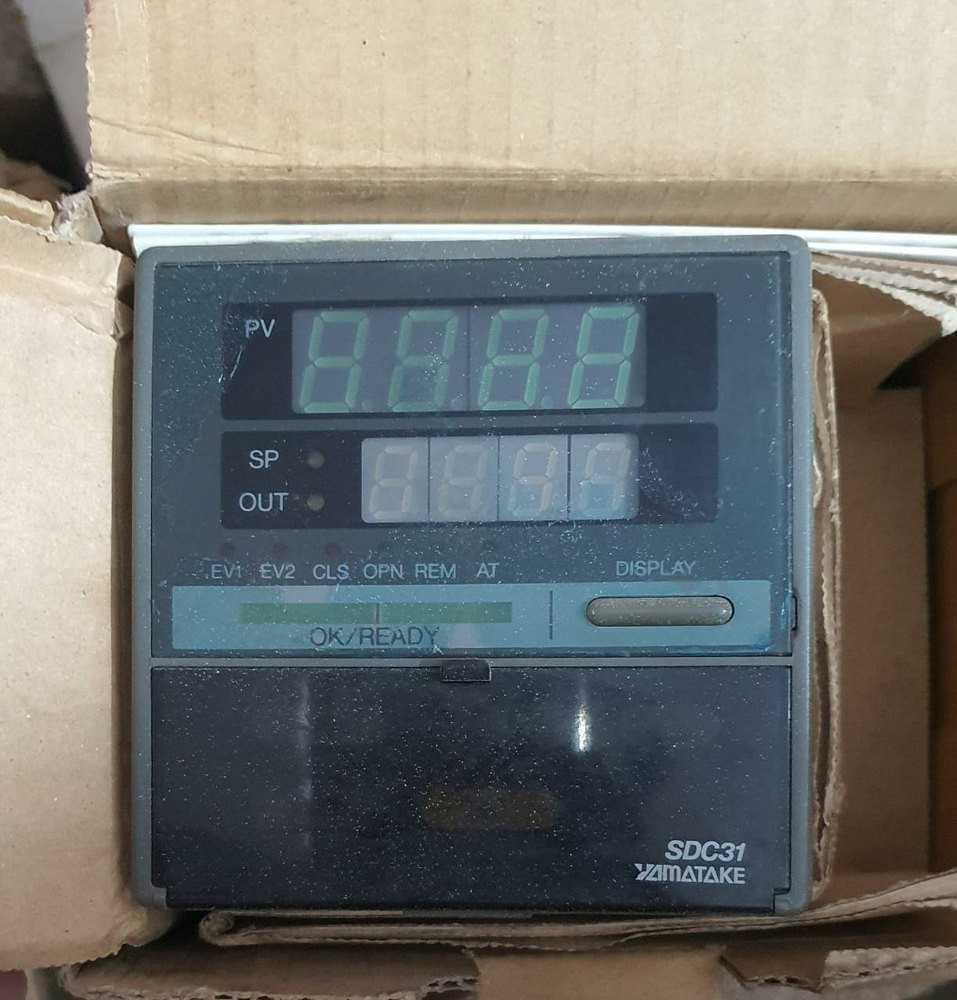 PV
SP
OUT
EV1 EV2 CLS OPN REM AT
DISPLAY
OK/READY
SDC31
YAMATAKE